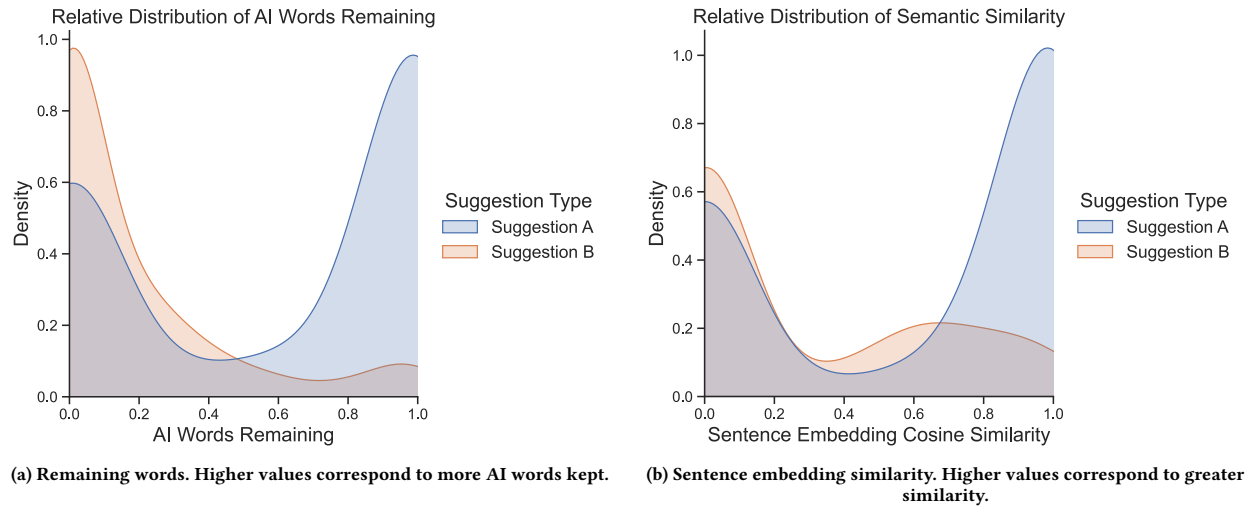 Relative Distribution of AI Words Remaining
1.0
0.8
0.6
0.4
0.2
0.0
Density
0.0 0.2 0.4 0.6 0.8 1.0
AI Words Remaining
Suggestion Type
Suggestion A
Suggestion B
(a) Remaining words. Higher values correspond to more AI words kept.
Relative Distribution of Semantic Similarity
1.0
0.8
0.6
0.4
0.2
0.0
Density
0.0 0.2 0.4 0.6 0.8 1.0
Sentence Embedding Cosine Similarity
Suggestion Type
Suggestion A
Suggestion B
(b) Sentence embedding similarity. Higher values correspond to greater
similarity.